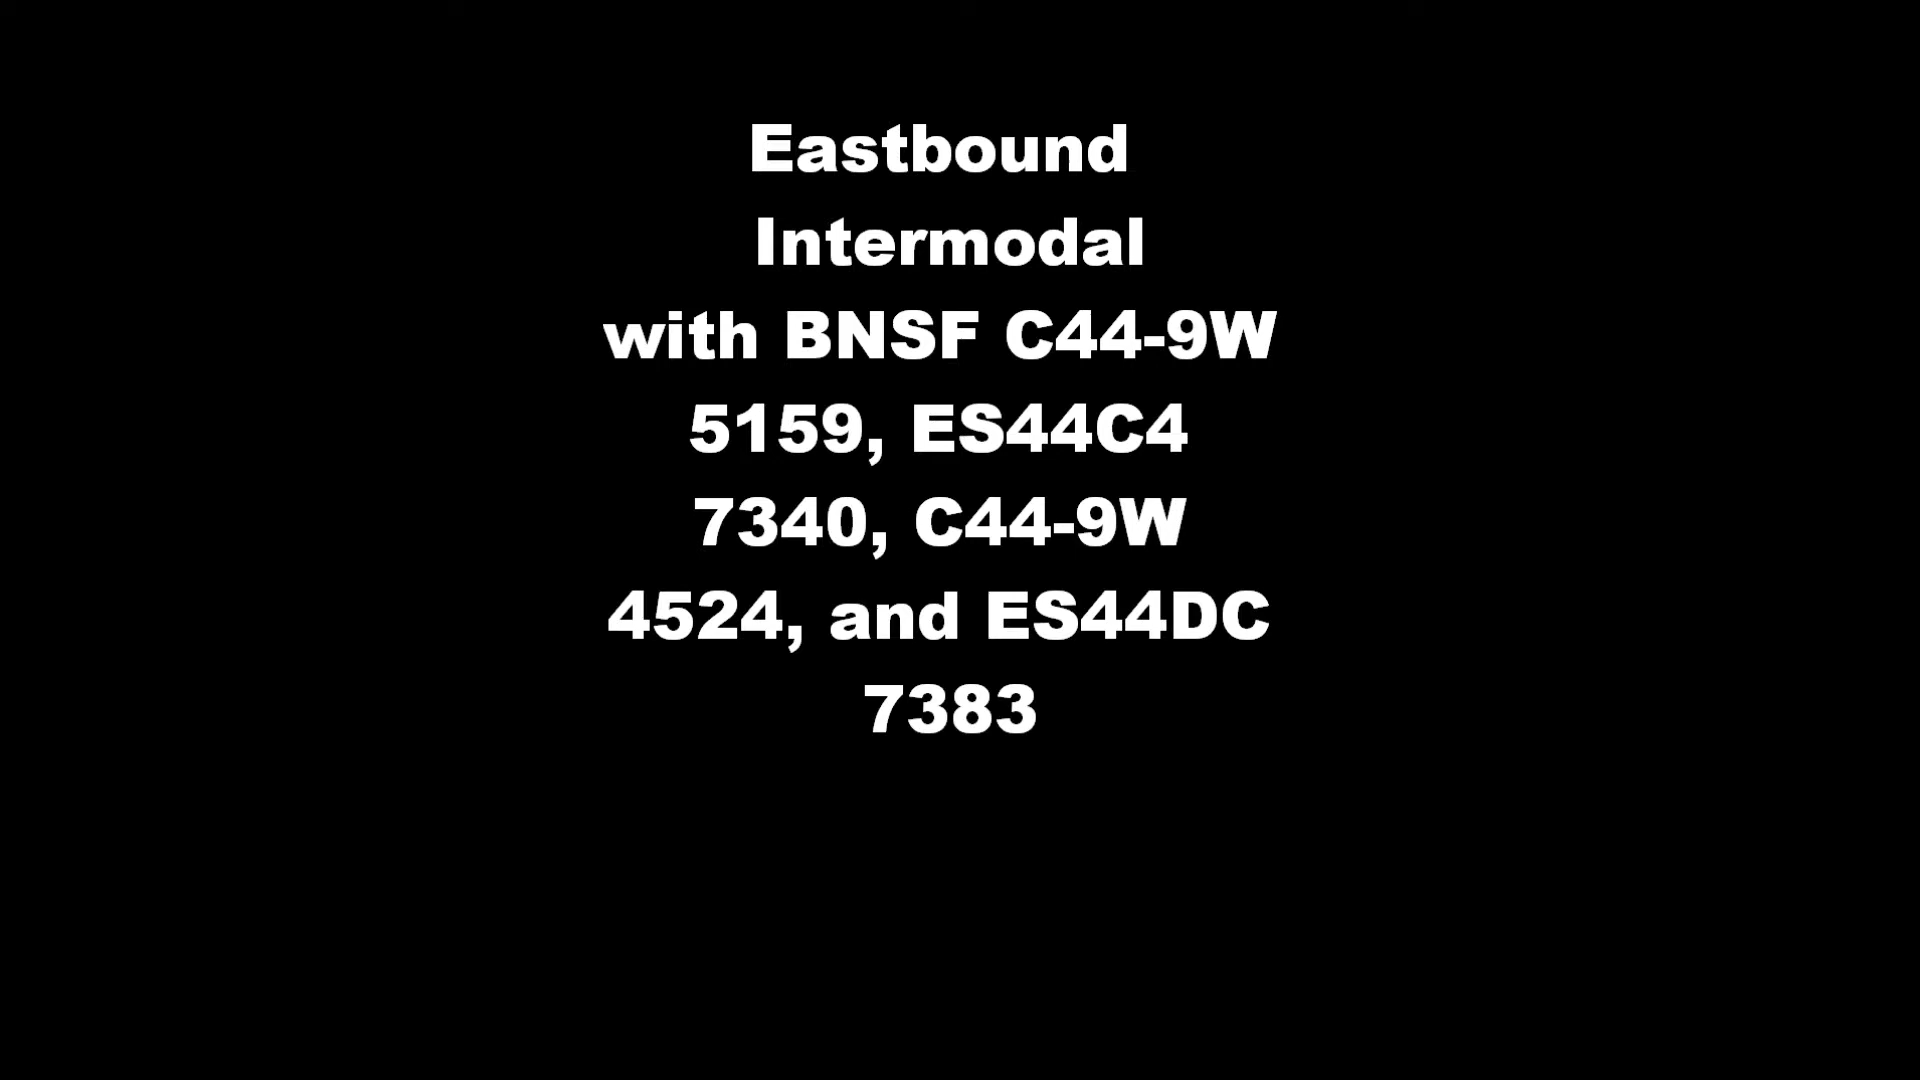 Eastbound
Intermodal
with BNSF C44-9W
5159, ES44C4
7340, C44-9W
4524, and ES44DC
7383